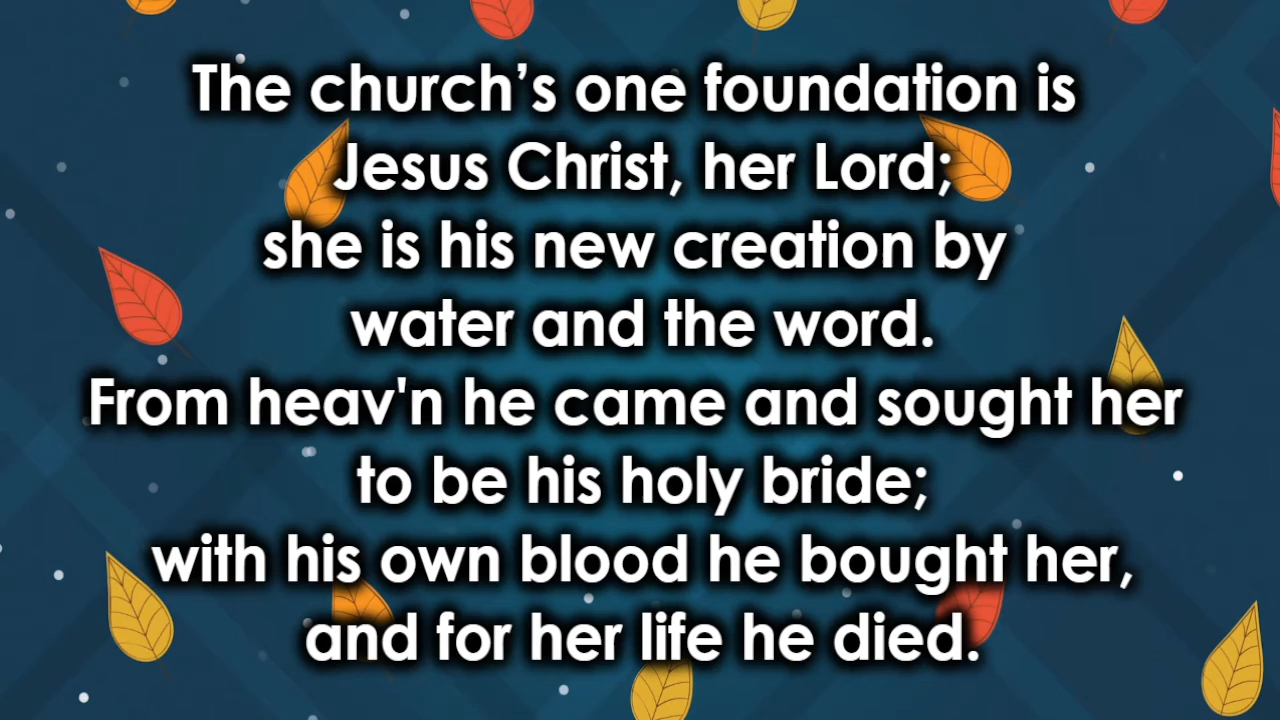 The church’s one foundation is
Jesus Christ, her Lord;
she is his new creation by
water and the word.
From heav'n he came and sought her
to be his holy bride;
with his own blood he bought her,
and for her life he died.